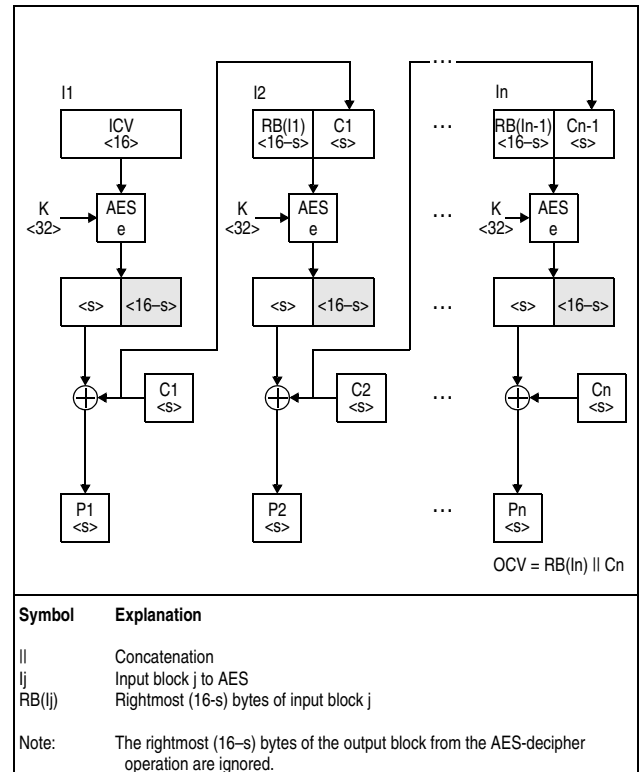 ...
I1 I2 In
ICV RB(I1) C1 ... RB(In-1) Cn-1
<16> <16–s> <s> <16–s> <s>
K AES K AES ... K AES
<32> e <32> e <32> e
<s> <16–s> <s> <16–s> ... <s> <16–s>
C1 C2 ... Cn
<s> <s> <s>
P1 P2 ... Pn
<s> <s> <s>
OCV = RB(In) || Cn
Symbol Explanation
|| Concatenation
Ij Input block j to AES
RB(Ij) Rightmost (16-s) bytes of input block j
Note: The rightmost (16–s) bytes of the output block from the AES-decipher
operation are ignored.